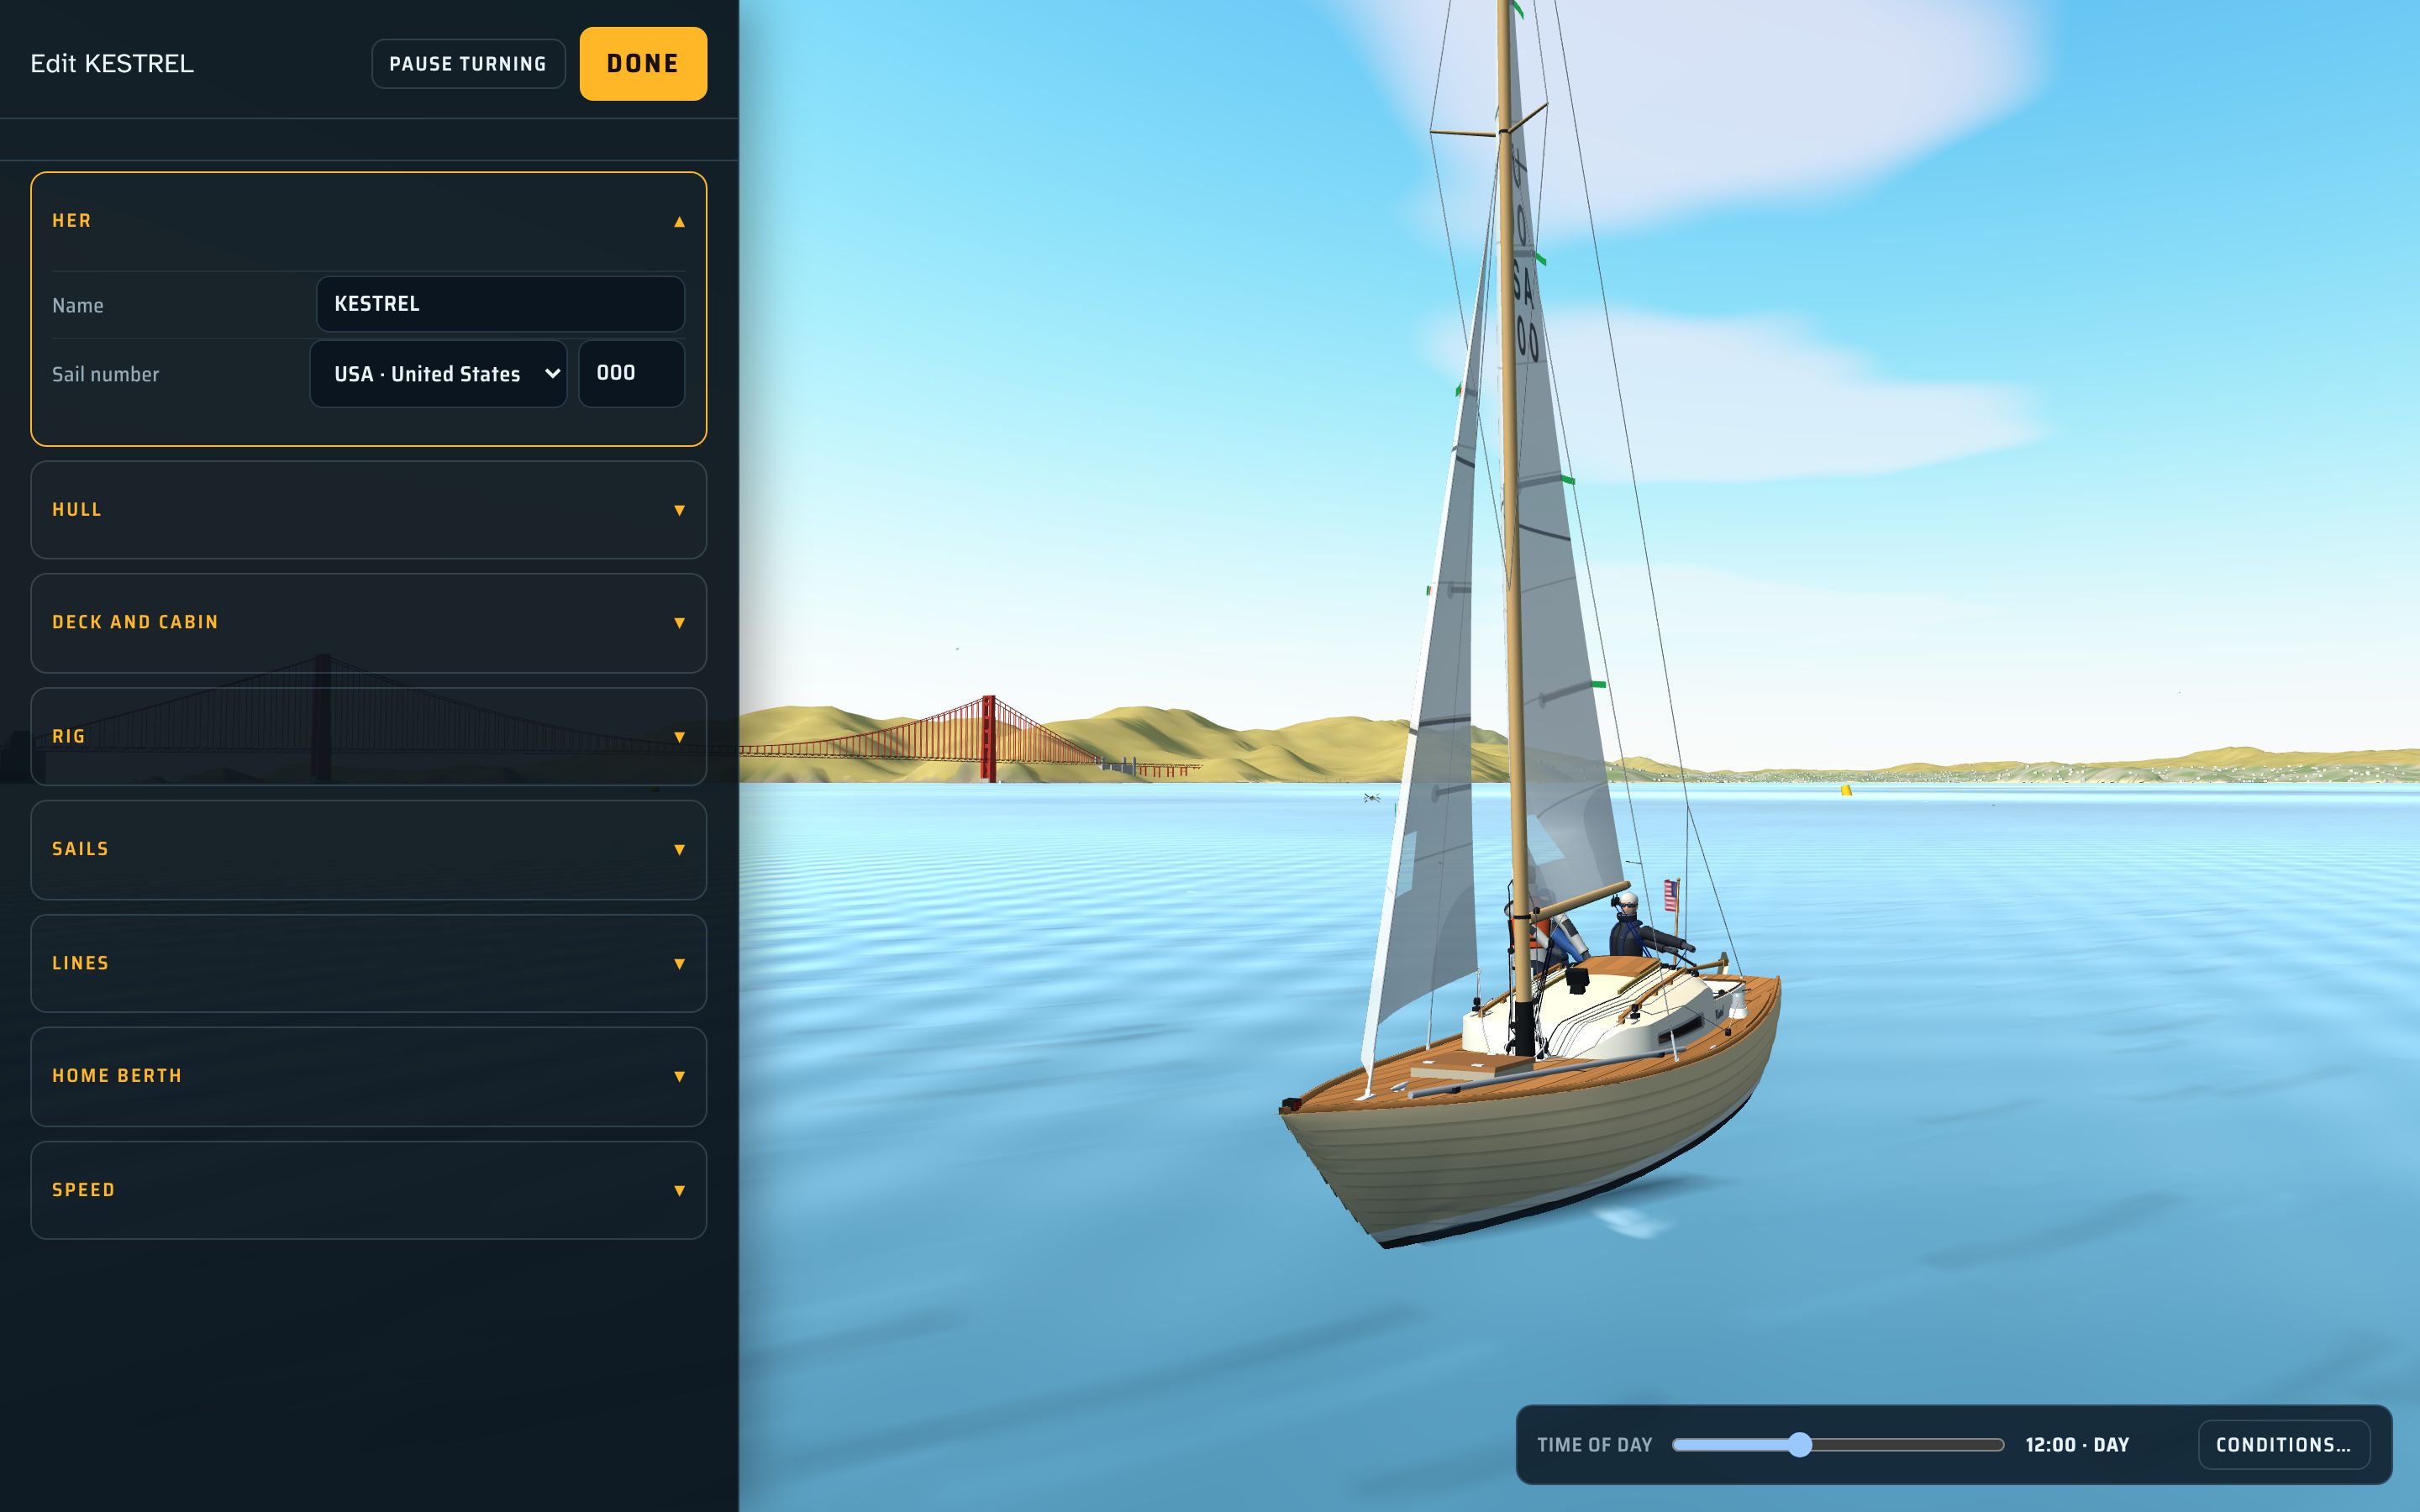 Edit KESTREL
PAUSE TURNING
DONE
HER
Name
KESTREL
Sail number
USA · United States
000
HULL
DECK AND CABIN
RIG
SAILS
LINES
HOME BERTH
SPEED
TIME OF DAY
12:00 · DAY
CONDITIONS...